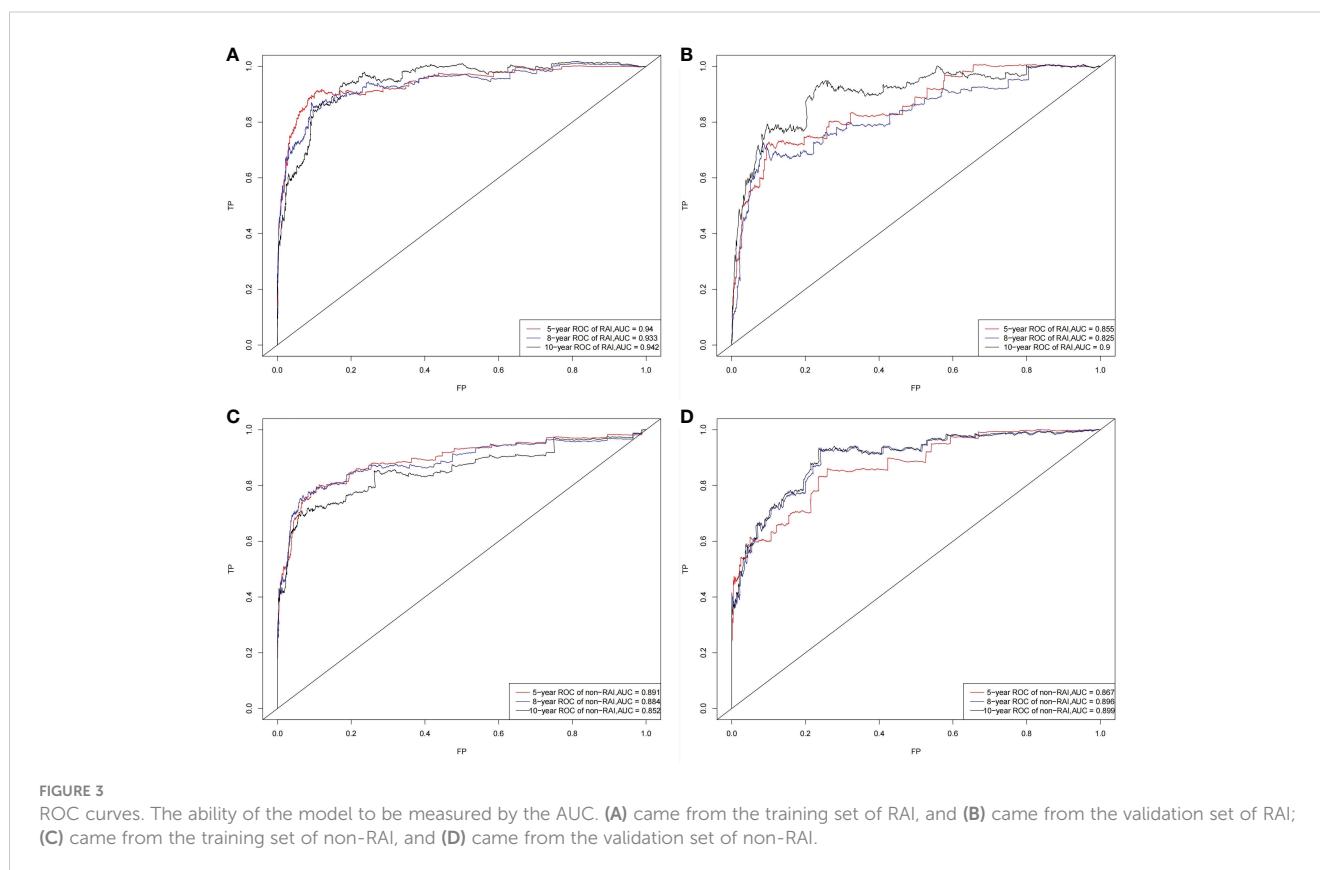 A
TP
1.0
0.8
0.6
0.4
0.2
0.0
5-year ROC of RAI,AUC = 0.94
8-year ROC of RAI,AUC = 0.933
10-year ROC of RAI,AUC = 0.942
0.0 0.2 0.4 0.6 0.8 1.0
FP
B
TP
1.0
0.8
0.6
0.4
0.2
0.0
5-year ROC of RAI,AUC = 0.855
8-year ROC of RAI,AUC = 0.825
10-year ROC of RAI,AUC = 0.9
0.0 0.2 0.4 0.6 0.8 1.0
FP
C
TP
1.0
0.8
0.6
0.4
0.2
0.0
5-year ROC of non-RAI,AUC = 0.891
8-year ROC of non-RAI,AUC = 0.884
10-year ROC of non-RAI,AUC = 0.852
0.0 0.2 0.4 0.6 0.8 1.0
FP
D
TP
1.0
0.8
0.6
0.4
0.2
0.0
5-year ROC of non-RAI,AUC = 0.867
8-year ROC of non-RAI,AUC = 0.896
10-year ROC of non-RAI,AUC = 0.899
0.0 0.2 0.4 0.6 0.8 1.0
FP
FIGURE 3
ROC curves. The ability of the model to be measured by the AUC. (A) came from the training set of RAI, and (B) came from the validation set of RAI;
(C) came from the training set of non-RAI, and (D) came from the validation set of non-RAI.